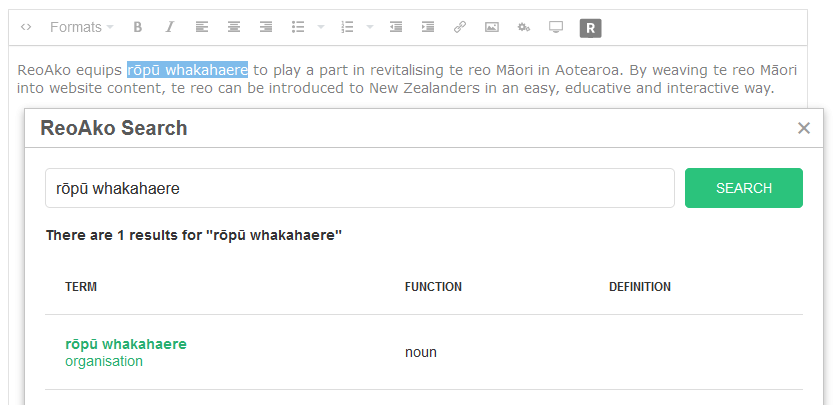 Formats B I R
ReoAko equips rōpū whakahaere to play a part in revitalising te reo Māori in Aotearoa. By weaving te reo Māori
into website content, te reo can be introduced to New Zealanders in an easy, educative and interactive way.
ReoAko Search ×
rōpū whakahaere SEARCH
There are 1 results for "rōpū whakahaere"
TERM FUNCTION DEFINITION
rōpū whakahaere
organisation noun